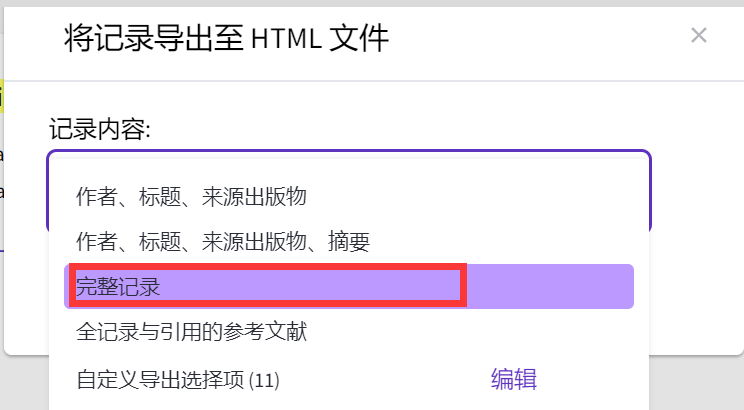 将记录导出至 HTML 文件
×
记录内容:
作者、标题、来源出版物
作者、标题、来源出版物、摘要
完整记录
全记录与引用的参考文献
自定义导出选择项 (11) 编辑